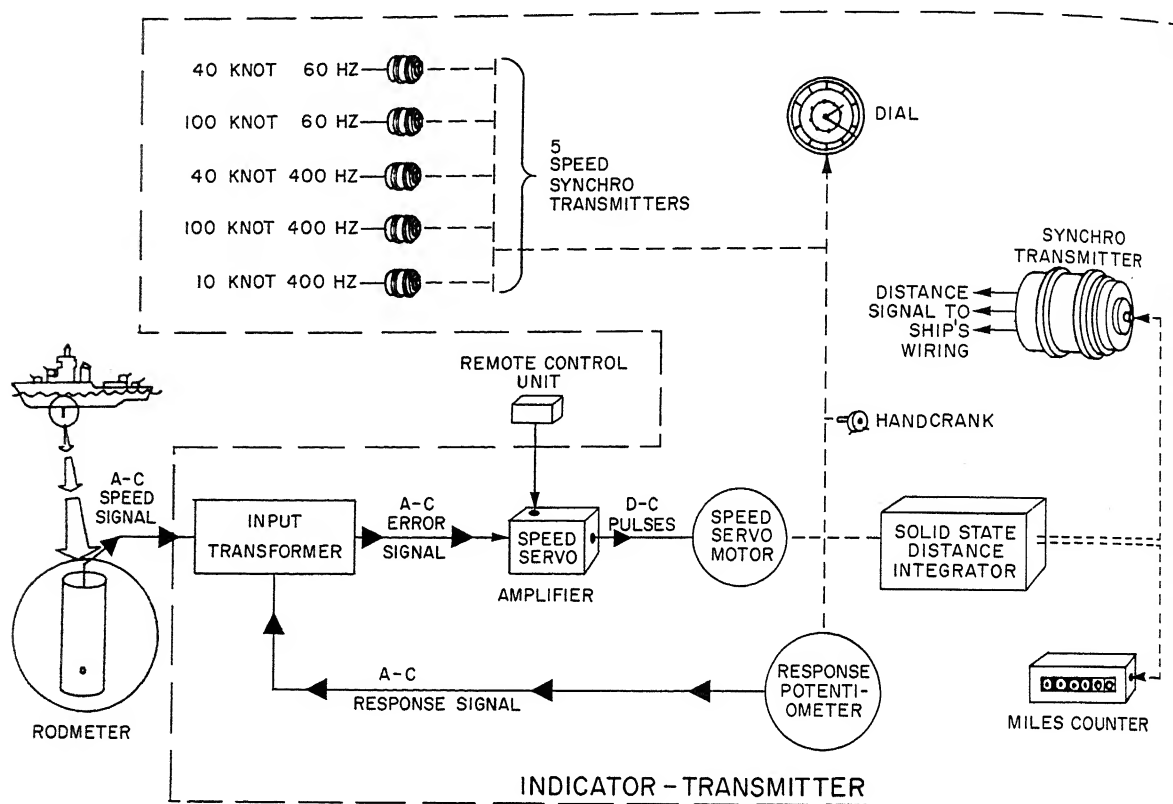 40 KNOT 60 HZ
100 KNOT 60 HZ
40 KNOT 400 HZ
100 KNOT 400 HZ
10 KNOT 400 HZ
5
SPEED
SYNCHRO
TRANSMITTERS
DIAL
SYNCHRO
TRANSMITTER
DISTANCE
SIGNAL TO
SHIP'S
WIRING
REMOTE CONTROL
UNIT
HANDCRANK
A-C
SPEED
SIGNAL
INPUT
TRANSFORMER
A-C
ERROR
SIGNAL
SPEED
SERVO
AMPLIFIER
D-C
PULSES
SPEED
SERVO
MOTOR
SOLID STATE
DISTANCE
INTEGRATOR
A-C
RESPONSE SIGNAL
RESPONSE
POTENTI-
OMETER
000000
MILES COUNTER
RODMETER
INDICATOR-TRANSMITTER